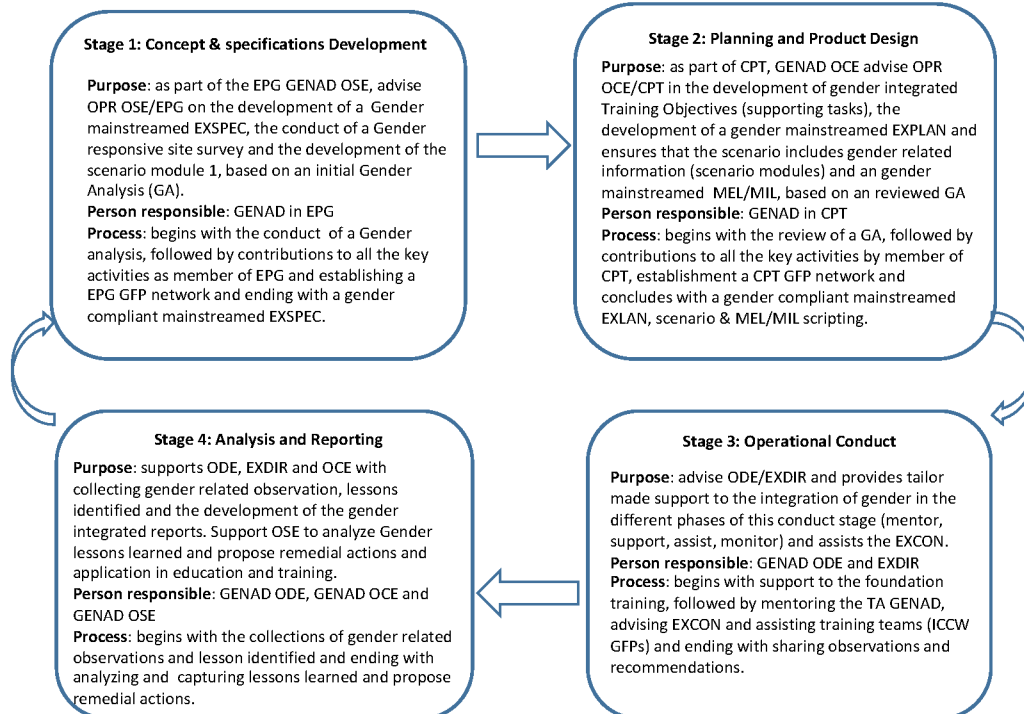 Stage 1: Concept & specifications Development
Purpose: as part of the EPG GENAD OSE, advise
OPR OSE/EPG on the development of a Gender
mainstreamed EXSPEC, the conduct of a Gender
responsive site survey and the development of the
scenario module 1, based on an initial Gender
Analysis (GA).
Person responsible: GENAD in EPG
Process: begins with the conduct of a Gender
analysis, followed by contributions to all the key
activities as member of EPG and establishing a
EPG GFP network and ending with a gender
compliant mainstreamed EXSPEC.
Stage 2: Planning and Product Design
Purpose: as part of CPT, GENAD OCE advise OPR
OCE/CPT in the development of gender integrated
Training Objectives (supporting tasks), the
development of a gender mainstreamed EXPLAN and
ensures that the scenario includes gender related
information (scenario modules) and an gender
mainstreamed MEL/MIL, based on an reviewed GA
Person responsible: GENAD in CPT
Process: begins with the review of a GA, followed by
contributions to all the key activities by member of
CPT, establishment a CPT GFP network and
concludes with a gender compliant mainstreamed
EXLAN, scenario & MEL/MIL scripting.
Stage 3: Operational Conduct
Purpose: advise ODE/EXDIR and provides tailor
made support to the integration of gender in the
different phases of this conduct stage (mentor,
support, assist, monitor) and assists the EXCON.
Person responsible: GENAD ODE and EXDIR
Process: begins with support to the foundation
training, followed by mentoring the TA GENAD,
advising EXCON and assisting training teams (ICCW
GFPs) and ending with sharing observations and
recommendations.
Stage 4: Analysis and Reporting
Purpose: supports ODE, EXDIR and OCE with
collecting gender related observation, lessons
identified and the development of the gender
integrated reports. Support OSE to analyze Gender
lessons learned and propose remedial actions and
application in education and training.
Person responsible: GENAD ODE, GENAD OCE and
GENAD OSE
Process: begins with the collections of gender related
observations and lesson identified and ending with
analyzing and capturing lessons learned and propose
remedial actions.